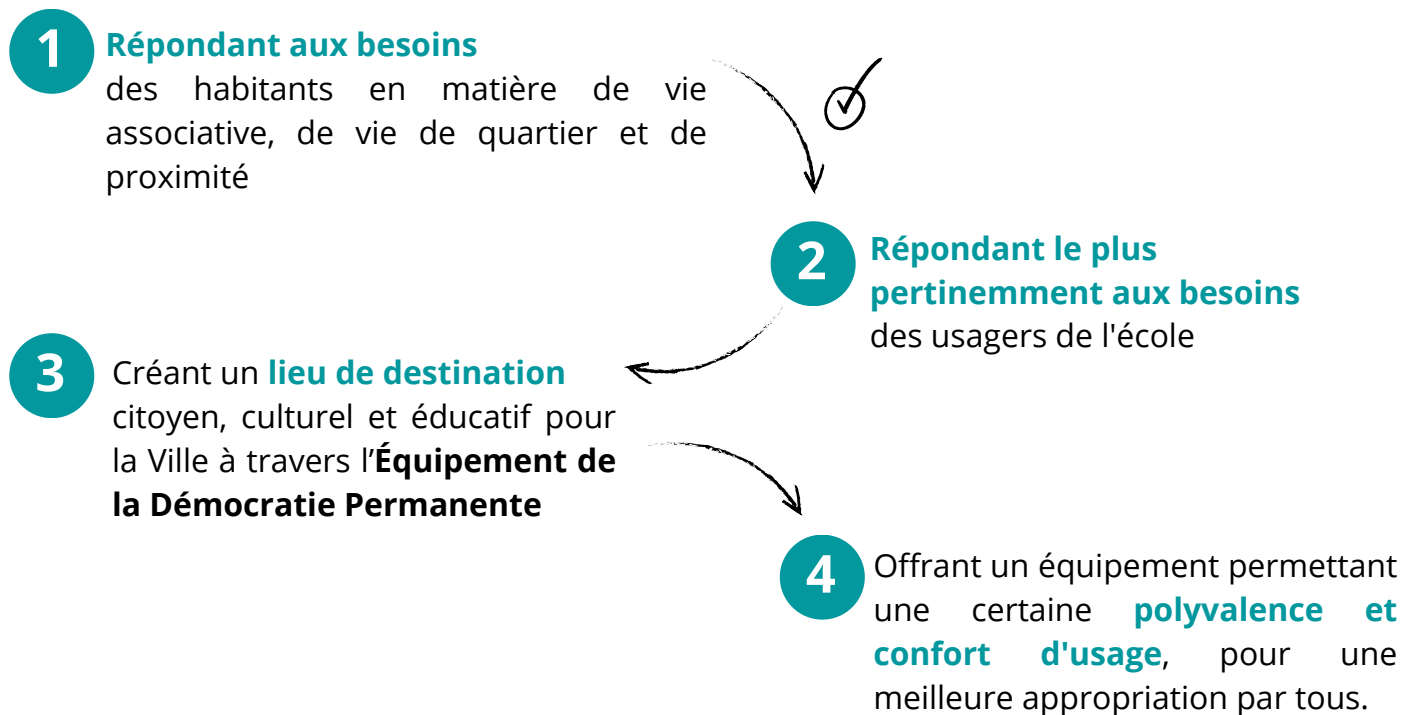 1
Répondant aux besoins
des habitants en matière de vie
associative, de vie de quartier et de
proximité
2
Répondant le plus
pertinemment aux besoins
des usagers de l'école
3
Créant un lieu de destination
citoyen, culturel et éducatif pour
la Ville à travers l’Équipement de
la Démocratie Permanente
4
Offrant un équipement permettant
une certaine polyvalence et
confort d'usage, pour une
meilleure appropriation par tous.